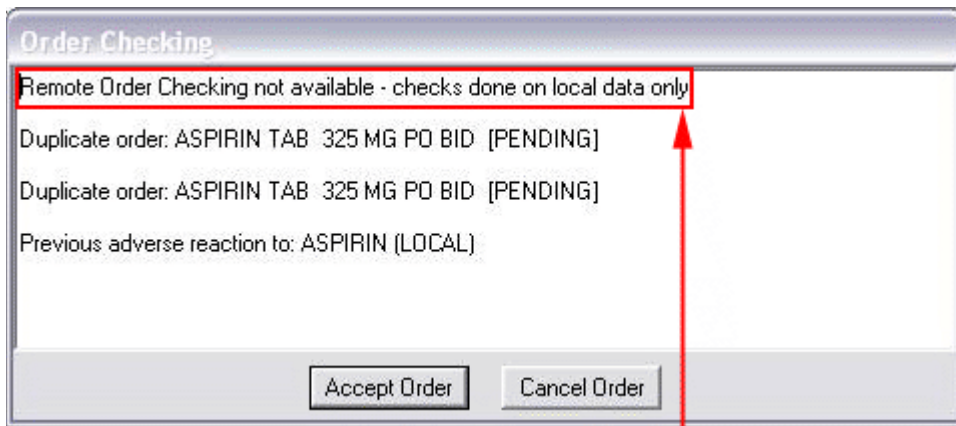 Order Checking
Remote Order Checking not available - checks done on local data only
Duplicate order: ASPIRIN TAB  325 MG PO BID  [PENDING]
Duplicate order: ASPIRIN TAB  325 MG PO BID  [PENDING]
Previous adverse reaction to: ASPIRIN (LOCAL)
Accept Order
Cancel Order